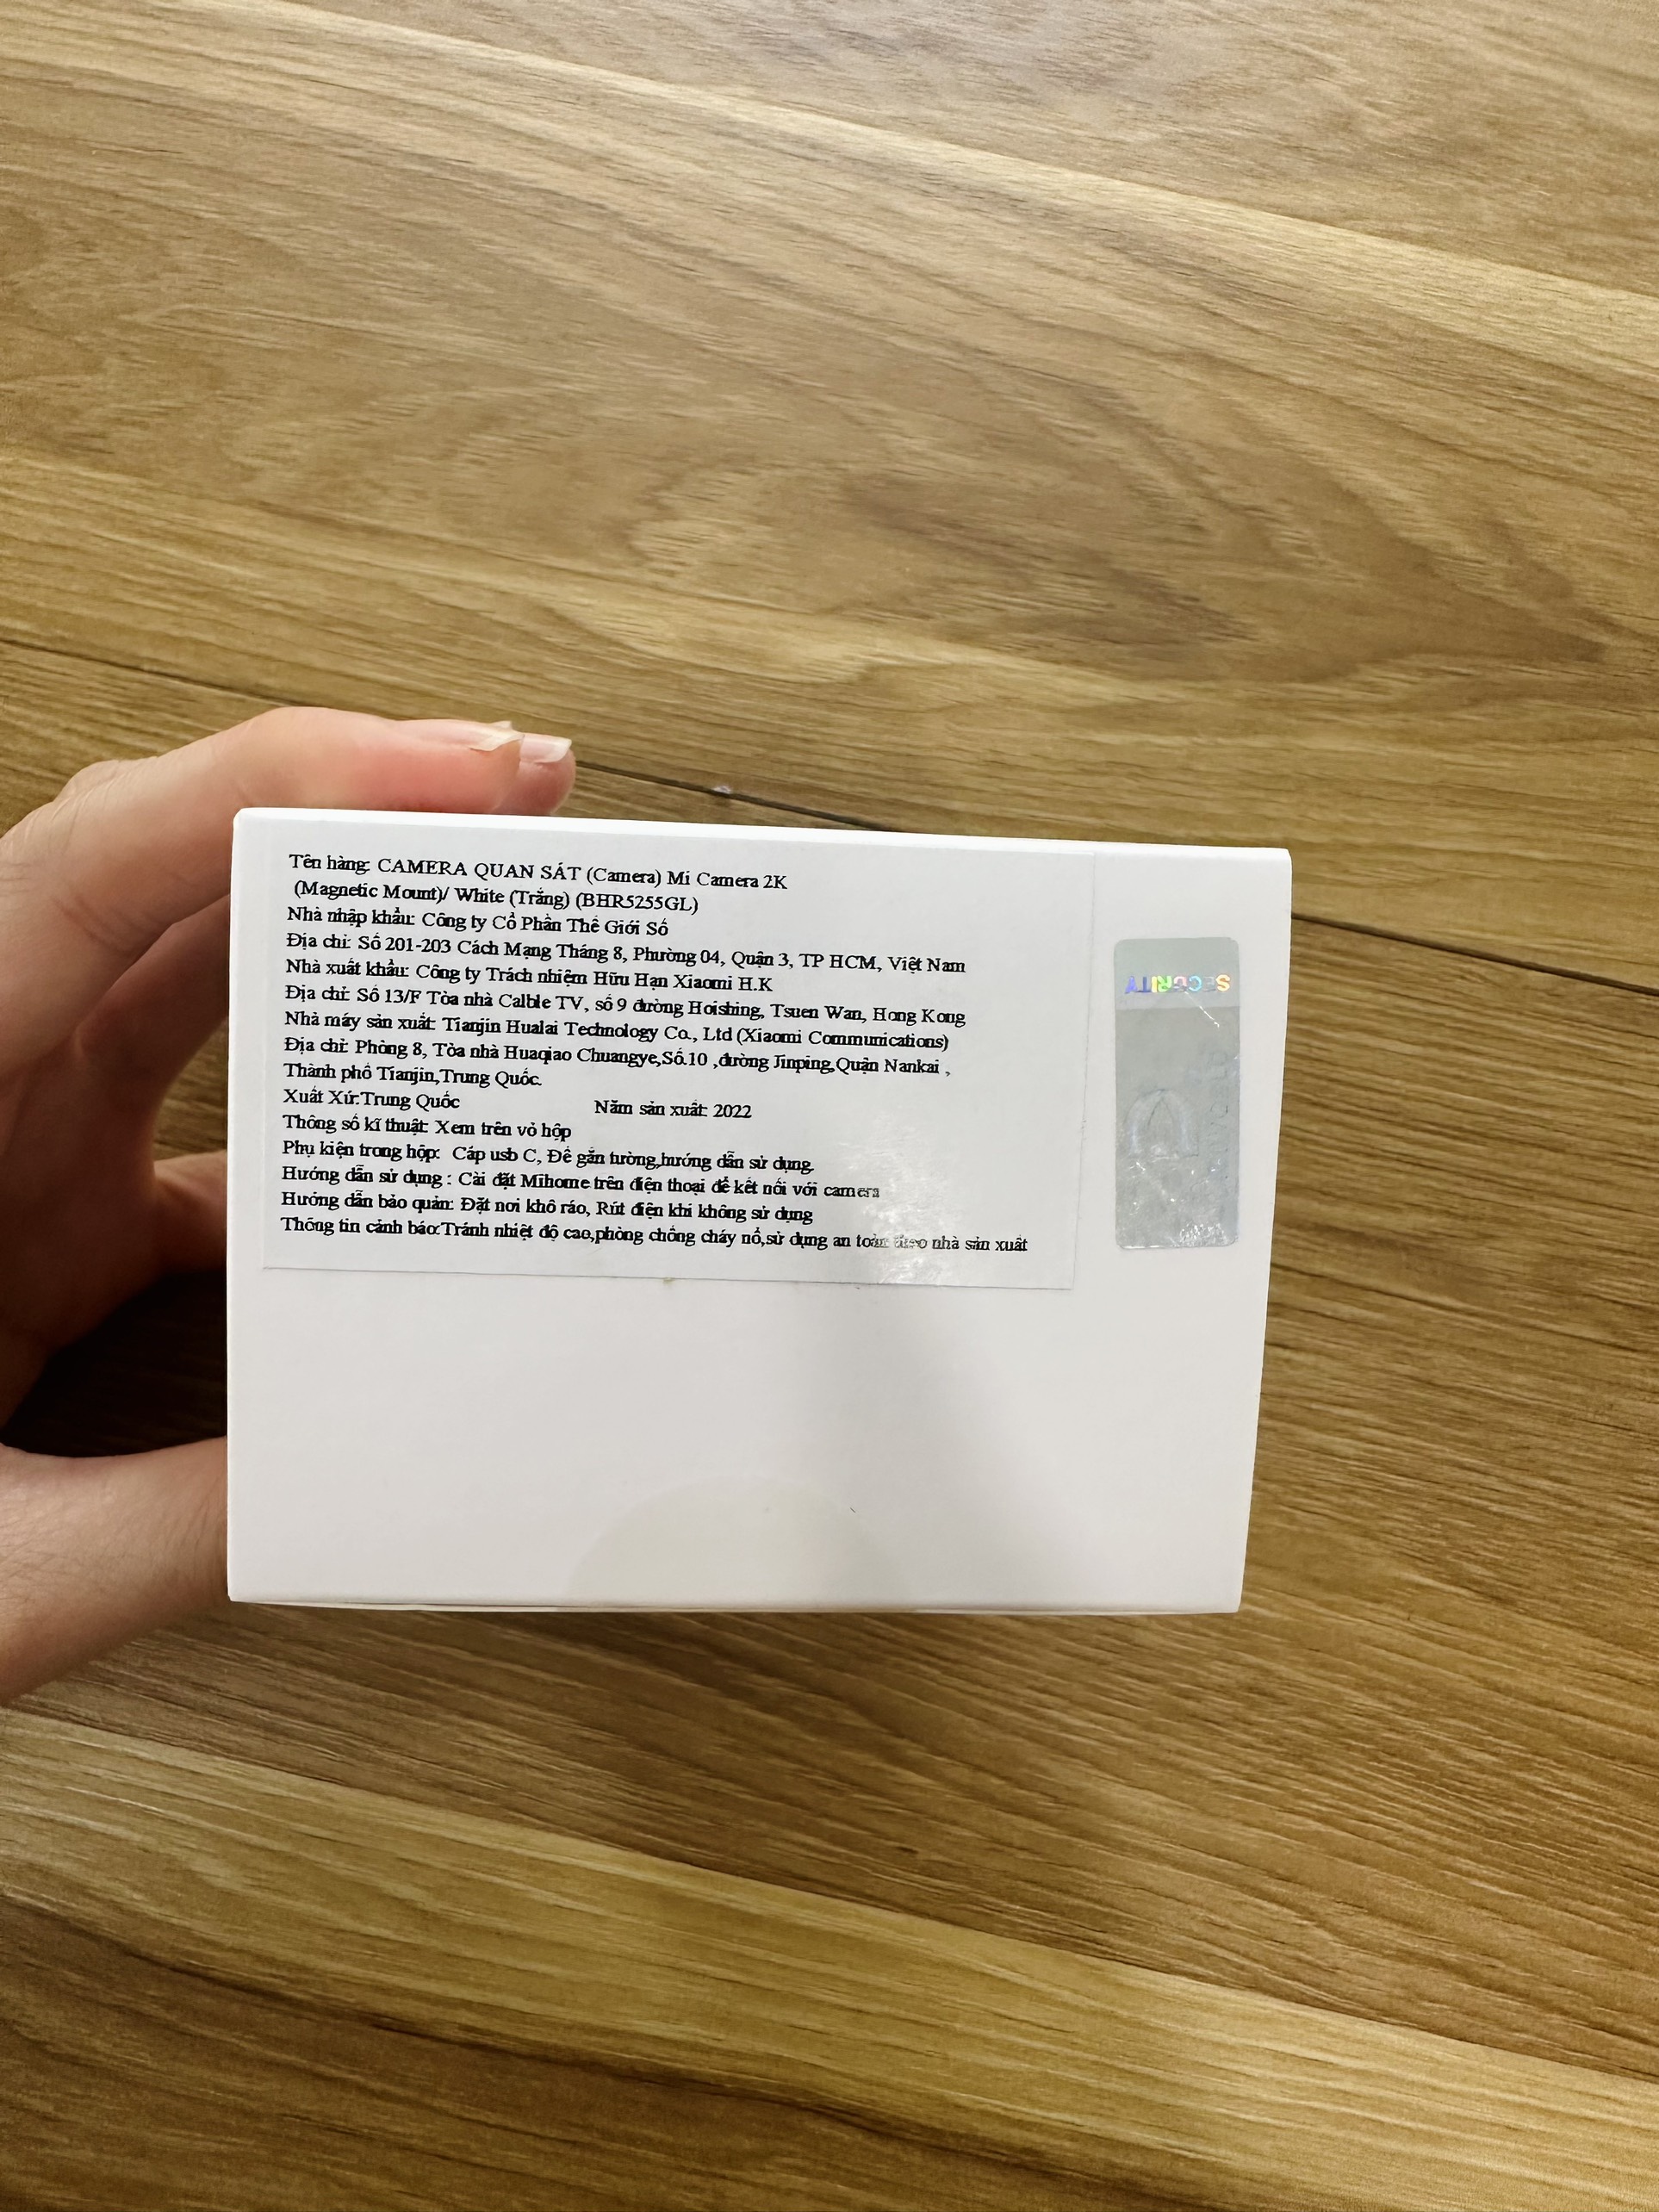 Tên hàng: CAMERA QUAN SÁT (Camera) Mi Camera 2K
(Magnetic Mount)/ White (Trắng) (BHR5255GL)
Nhà nhập khẩu: Công ty Cổ Phần Thế Giới Số
Địa chỉ: Số 201-203 Cách Mạng Tháng 8, Phường 04, Quận 3, TP HCM, Việt Nam
Nhà xuất khẩu: Công ty Trách nhiệm Hữu Hạn Xiaomi H.K
Địa chỉ: Số 13/F Tòa nhà Calble TV, số 9 đường Hoishing, Tsuen Wan, Hong Kong
Nhà máy sản xuất: Tianjin Hualai Technology Co., Ltd (Xiaomi Communications)
Địa chỉ: Phòng 8, Tòa nhà Huaqiao Chuangye,Số.10 ,đường Jinping,Quận Nankai ,
Thành phố Tianjin,Trung Quốc.
Xuất Xứ:Trung Quốc Năm sản xuất: 2022
Thông số kĩ thuật: Xem trên vỏ hộp
Phụ kiện trong hộp: Cáp usb C, Đế gắn tường,hướng dẫn sử dụng.
Hướng dẫn sử dụng : Cài đặt Mihome trên điện thoại để kết nối với camera
Hướng dẫn bảo quản: Đặt nơi khô ráo, Rút điện khi không sử dụng
Thông tin cảnh báo:Tránh nhiệt độ cao,phòng chống cháy nổ,sử dụng an toàn theo nhà sản xuất
SECURITY